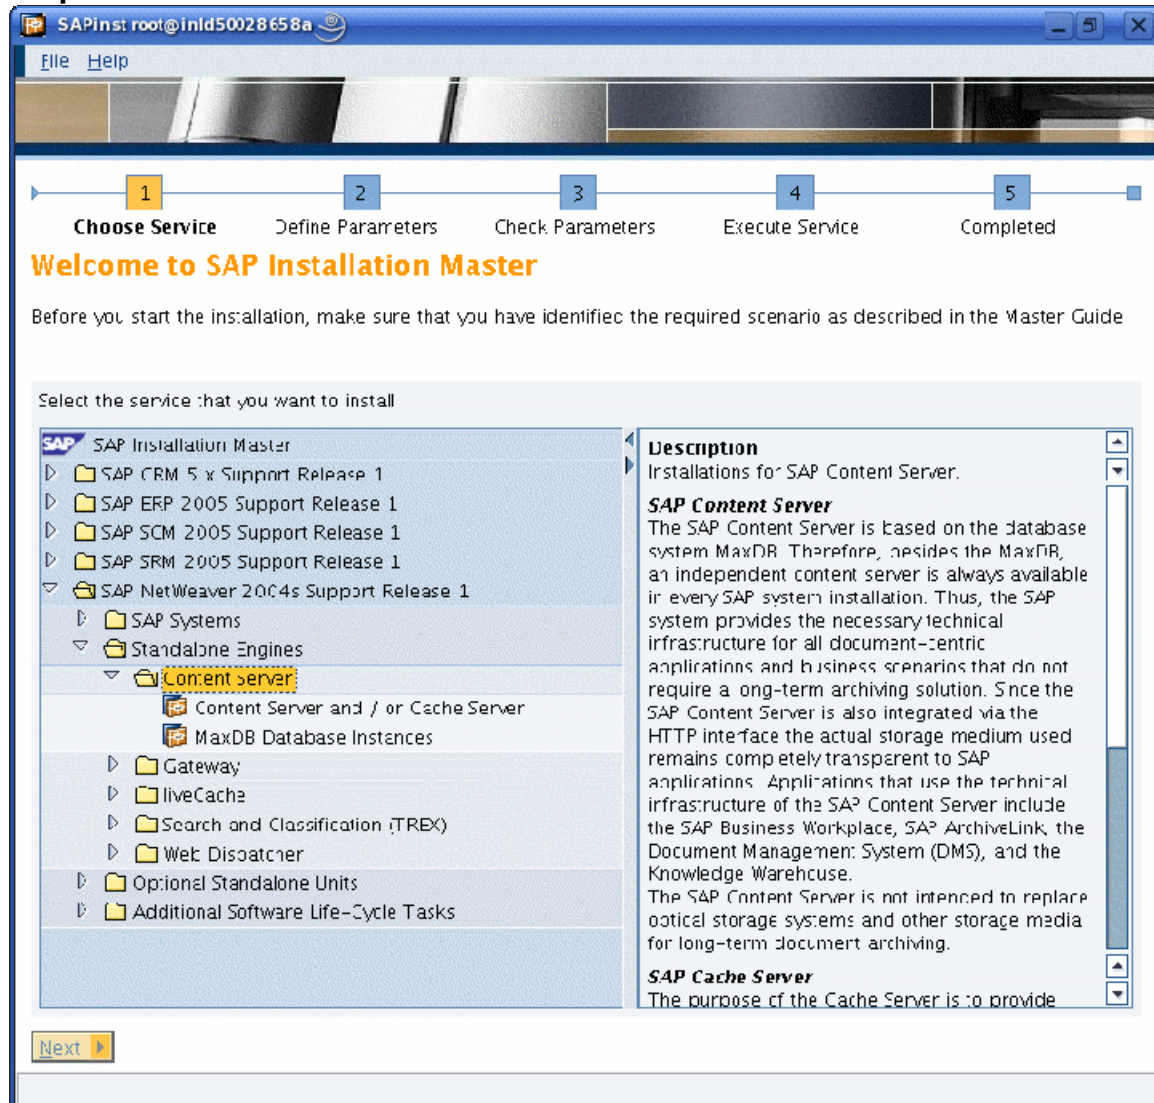 SAPinst root@inld50028658a
File Help
1 2 3 4 5
Choose Service Define Parameters Check Parameters Execute Service Completed
Welcome to SAP Installation Master
Before you start the installation, make sure that you have identified the required scenario as described in the Master Guide
Select the service that you want to install
SAP SAP Installation Master
SAP CRM 5.x Support Release 1
SAP ERP 2005 Support Release 1
SAP SCM 2005 Support Release 1
SAP SRM 2005 Support Release 1
SAP NetWeaver 2004s Support Release 1
SAP Systems
Standalone Engines
Content Server
Content Server and / or Cache Server
MaxDB Database Instances
Gateway
liveCache
Search and Classification (TREX)
Web Dispatcher
Optional Standalone Units
Additional Software Life-Cycle Tasks
Description
Installations for SAP Content Server.
SAP Content Server
The SAP Content Server is based on the database
system MaxDB. Therefore, besides the MaxDB,
an independent content server is always available
in every SAP system installation. Thus, the SAP
system provides the necessary technical
infrastructure for all document-centric
applications and business scenarios that do not
require a long-term archiving solution. Since the
SAP Content Server is also integrated via the
HTTP interface the actual storage medium used
remains completely transparent to SAP
applications. Applications that use the technical
infrastructure of the SAP Content Server include
the SAP Business Workplace, SAP ArchiveLink, the
Document Management System (DMS), and the
Knowledge Warehouse.
The SAP Content Server is not intended to replace
optical storage systems and other storage media
for long-term document archiving.
SAP Cache Server
The purpose of the Cache Server is to provide
Next